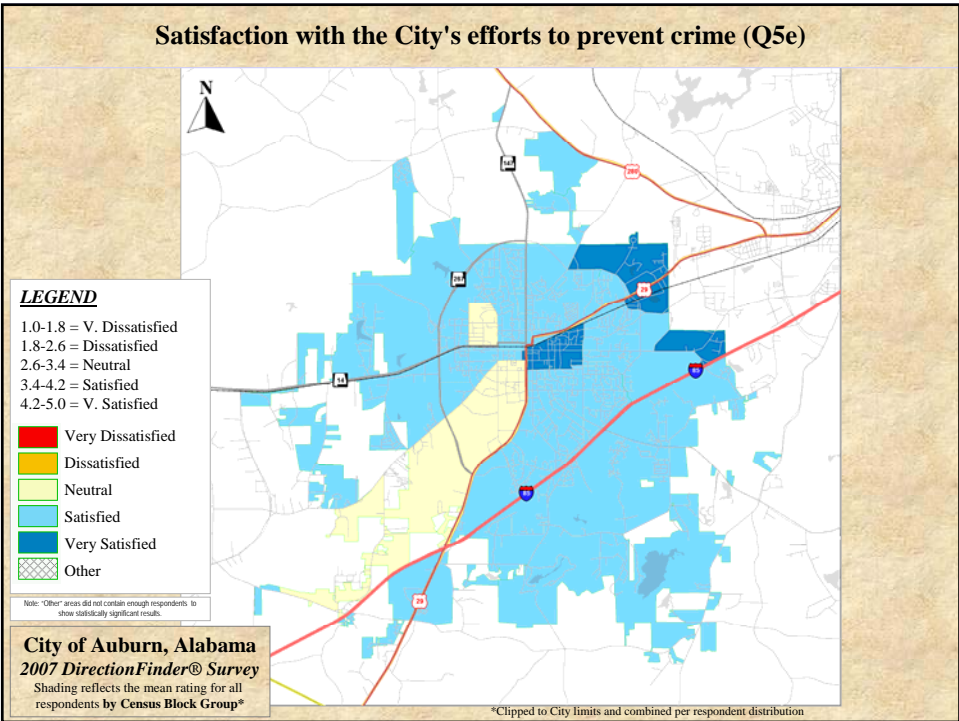 Satisfaction with the City's efforts to prevent crime (Q5e)
N
147
280
267
29
14
85
85
29
LEGEND
1.0-1.8 = V. Dissatisfied
1.8-2.6 = Dissatisfied
2.6-3.4 = Neutral
3.4-4.2 = Satisfied
4.2-5.0 = V. Satisfied
Very Dissatisfied
Dissatisfied
Neutral
Satisfied
Very Satisfied
Other
Note: "Other" areas did not contain enough respondents to
show statistically significant results.
City of Auburn, Alabama
2007 DirectionFinder® Survey
Shading reflects the mean rating for all
respondents by Census Block Group*
*Clipped to City limits and combined per respondent distribution